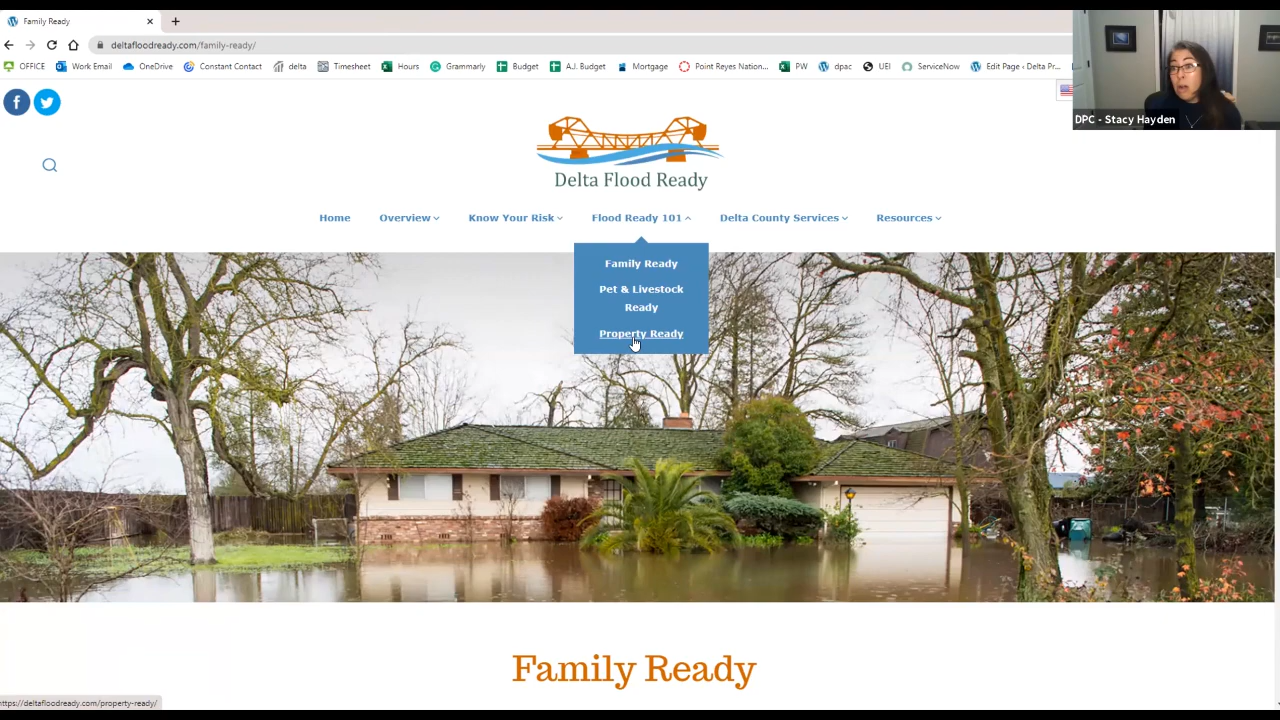 Family Ready
deltafloodready.com/family-ready/
OFFICE Work Email OneDrive Constant Contact delta Timesheet Hours Grammarly Budget A.J. Budget Mortgage Point Reyes Nation... PW dpac UEI ServiceNow Edit Page ‹ Delta Pr...
DPC - Stacy Hayden
Delta Flood Ready
Home Overview Know Your Risk Flood Ready 101 Delta County Services Resources
Family Ready
Pet & Livestock
Ready
Property Ready
Family Ready
https://deltafloodready.com/property-ready/